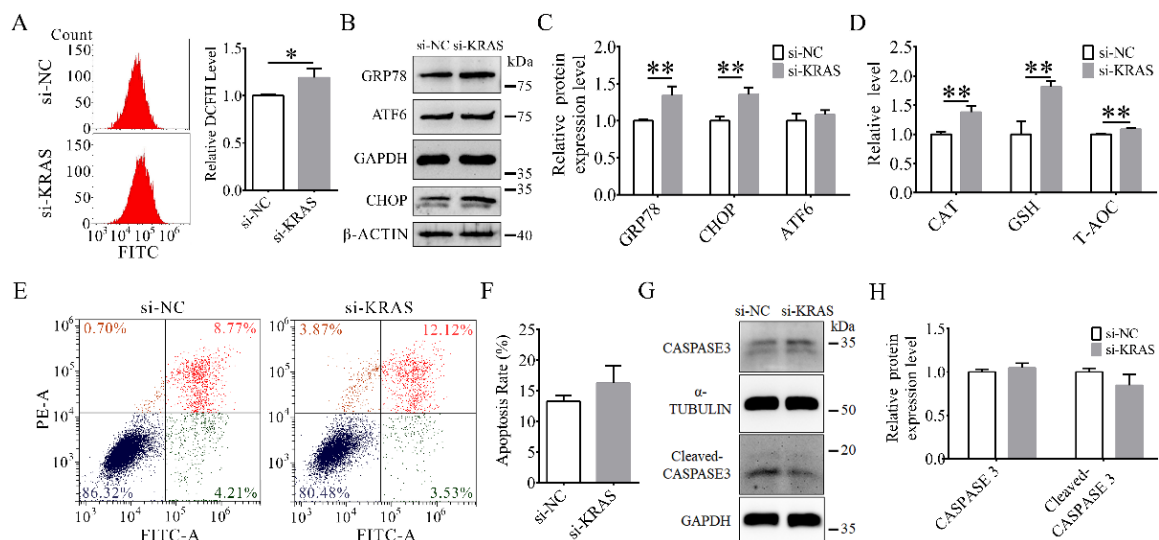 A
Count
si-NC
150
100
50
0
si-KRAS
150
100
50
0
10³ 10⁴ 10⁵ 10⁶
FITC
Relative DCFH Level
1.5
1.0
0.5
0.0
*
si-NC
si-KRAS
B
si-NC si-KRAS
kDa
GRP78
75
ATF6
75
GAPDH
35
35
CHOP
β-ACTIN
40
C
Relative protein
expression level
2.0
1.5
1.0
0.5
0.0
si-NC
si-KRAS
** **
GRP78
CHOP
ATF6
D
Relative level
2.5
2.0
1.5
1.0
0.5
0.0
si-NC
si-KRAS
** ** **
CAT
GSH
T-AOC
E
si-NC
PE-A
10⁶
10⁵
10⁴
10³
0.70% 8.77%
86.32% 4.21%
10³ 10⁴ 10⁵ 10⁶
FITC-A
si-KRAS
10⁶
10⁵
10⁴
10³
3.87% 12.12%
80.48% 3.53%
10³ 10⁴ 10⁵ 10⁶
FITC-A
F
Apoptosis Rate (%)
25
20
15
10
5
0
si-NC
si-KRAS
G
si-NC si-KRAS
kDa
CASPASE3
35
α-
TUBULIN
50
20
Cleaved-
CASPASE3
GAPDH
35
H
Relative protein
expression level
1.5
1.0
0.5
0.0
si-NC
si-KRAS
CASPASE 3
Cleaved-
CASPASE 3